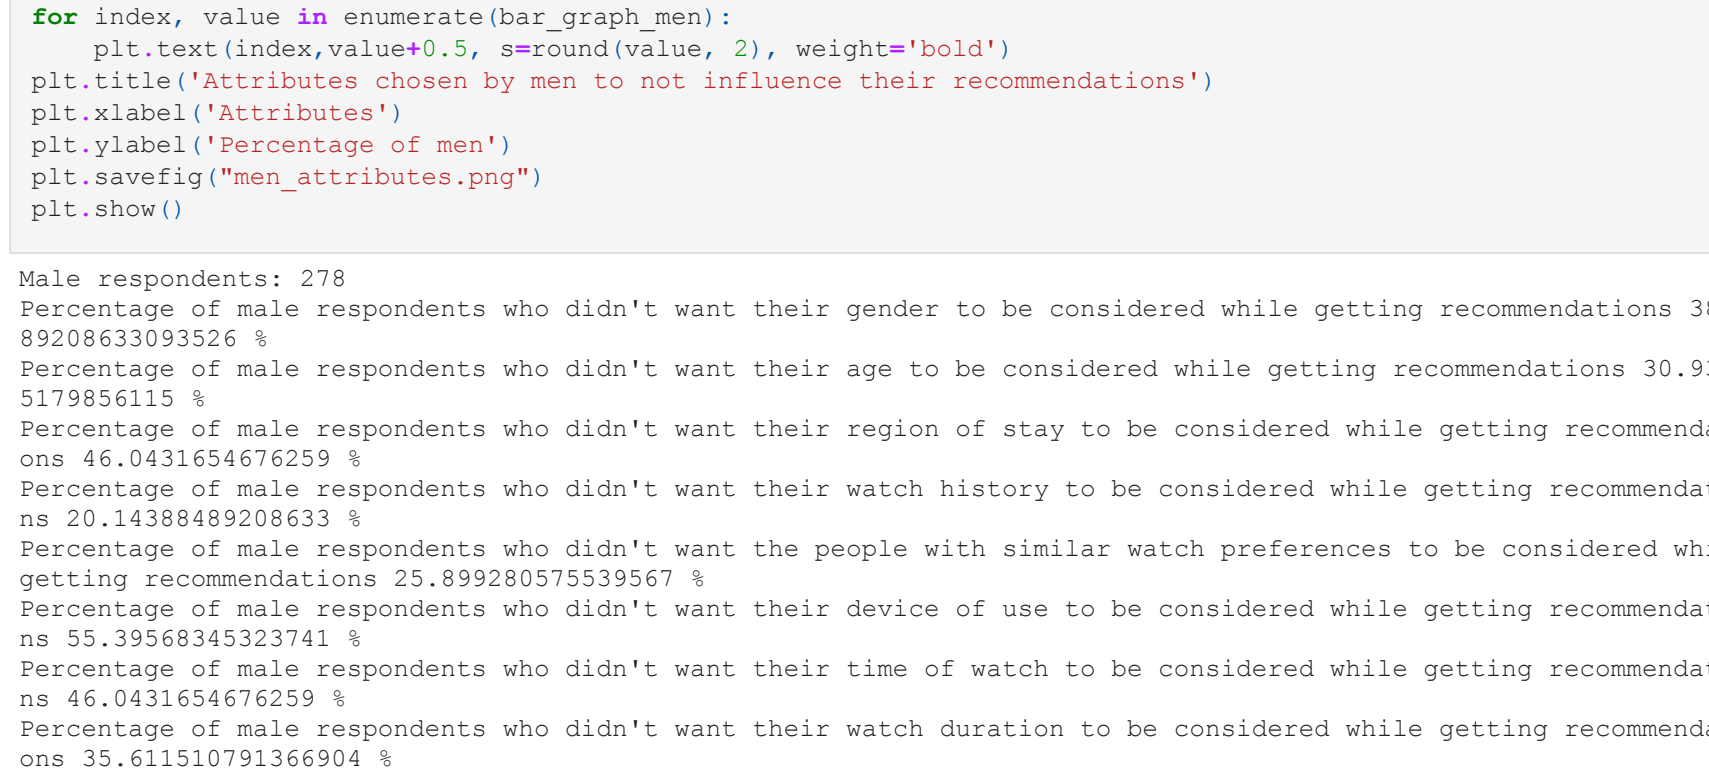 for index, value in enumerate(bar_graph_men):
    plt.text(index,value+0.5, s=round(value, 2), weight='bold')
plt.title('Attributes chosen by men to not influence their recommendations')
plt.xlabel('Attributes')
plt.ylabel('Percentage of men')
plt.savefig("men_attributes.png")
plt.show()
Male respondents: 278
Percentage of male respondents who didn't want their gender to be considered while getting recommendations 38
89208633093526 %
Percentage of male respondents who didn't want their age to be considered while getting recommendations 30.93
5179856115 %
Percentage of male respondents who didn't want their region of stay to be considered while getting recommenda
ons 46.0431654676259 %
Percentage of male respondents who didn't want their watch history to be considered while getting recommendat
ns 20.14388489208633 %
Percentage of male respondents who didn't want the people with similar watch preferences to be considered whi
getting recommendations 25.899280575539567 %
Percentage of male respondents who didn't want their device of use to be considered while getting recommendat
ns 55.39568345323741 %
Percentage of male respondents who didn't want their time of watch to be considered while getting recommendat
ns 46.0431654676259 %
Percentage of male respondents who didn't want their watch duration to be considered while getting recommenda
ons 35.611510791366904 %